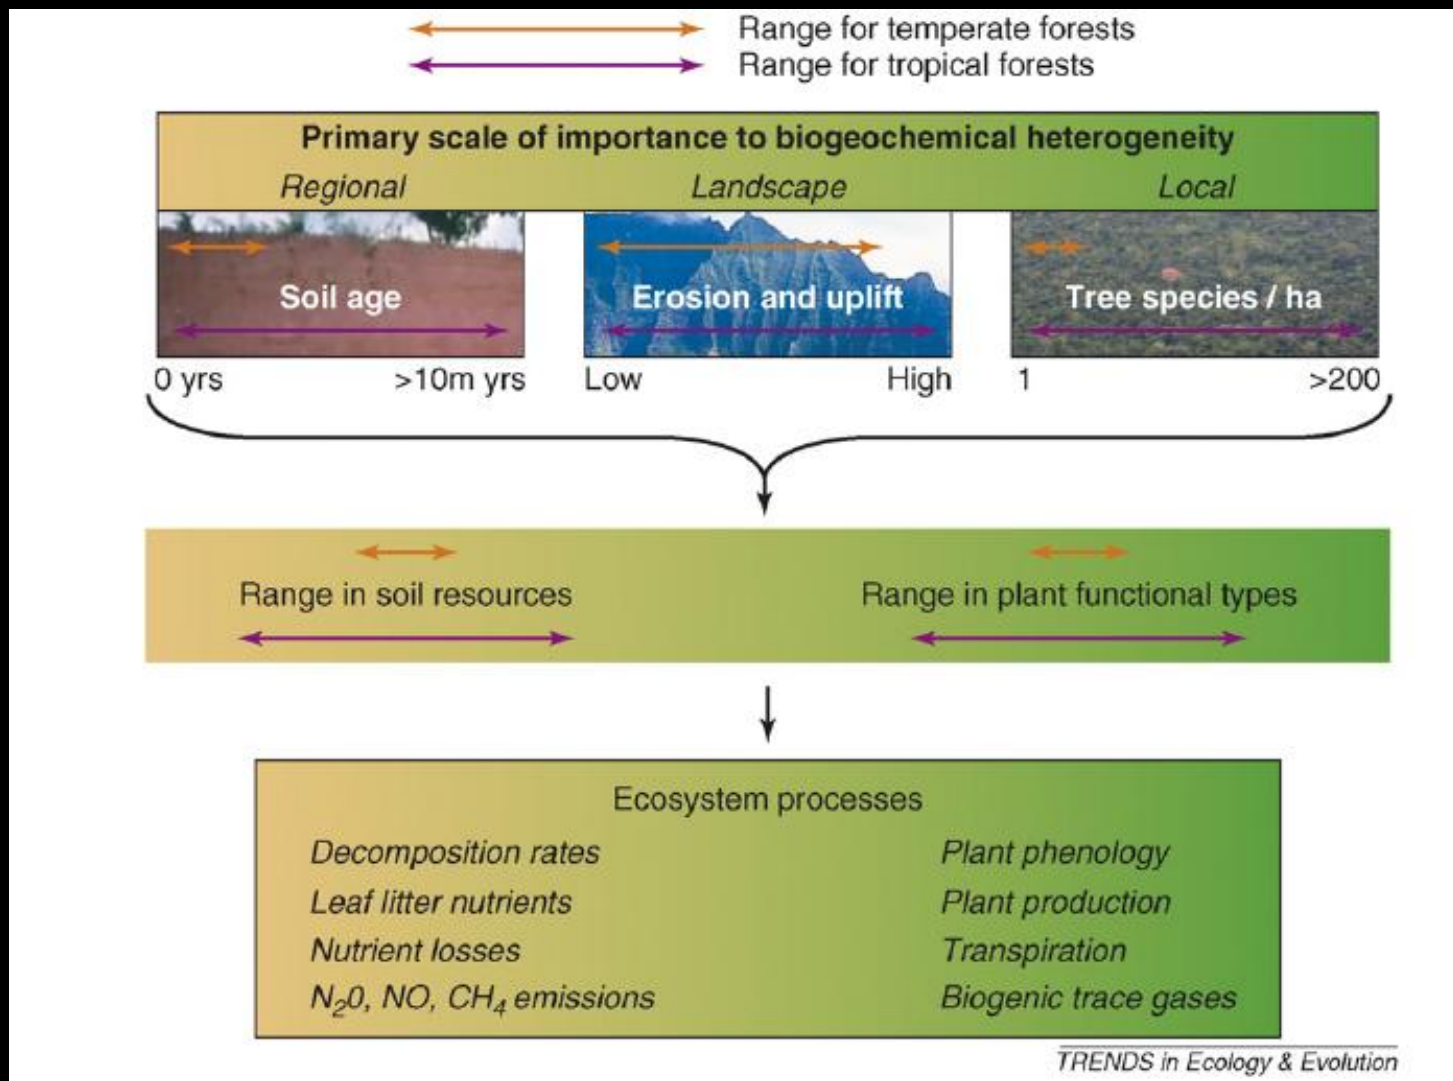 Range for temperate forests
Range for tropical forests
Primary scale of importance to biogeochemical heterogeneity
Regional Landscape Local
Soil age Erosion and uplift Tree species / ha
0 yrs >10m yrs Low High 1 >200
Range in soil resources Range in plant functional types
Ecosystem processes
Decomposition rates Plant phenology
Leaf litter nutrients Plant production
Nutrient losses Transpiration
N₂0, NO, CH₄ emissions Biogenic trace gases
TRENDS in Ecology & Evolution